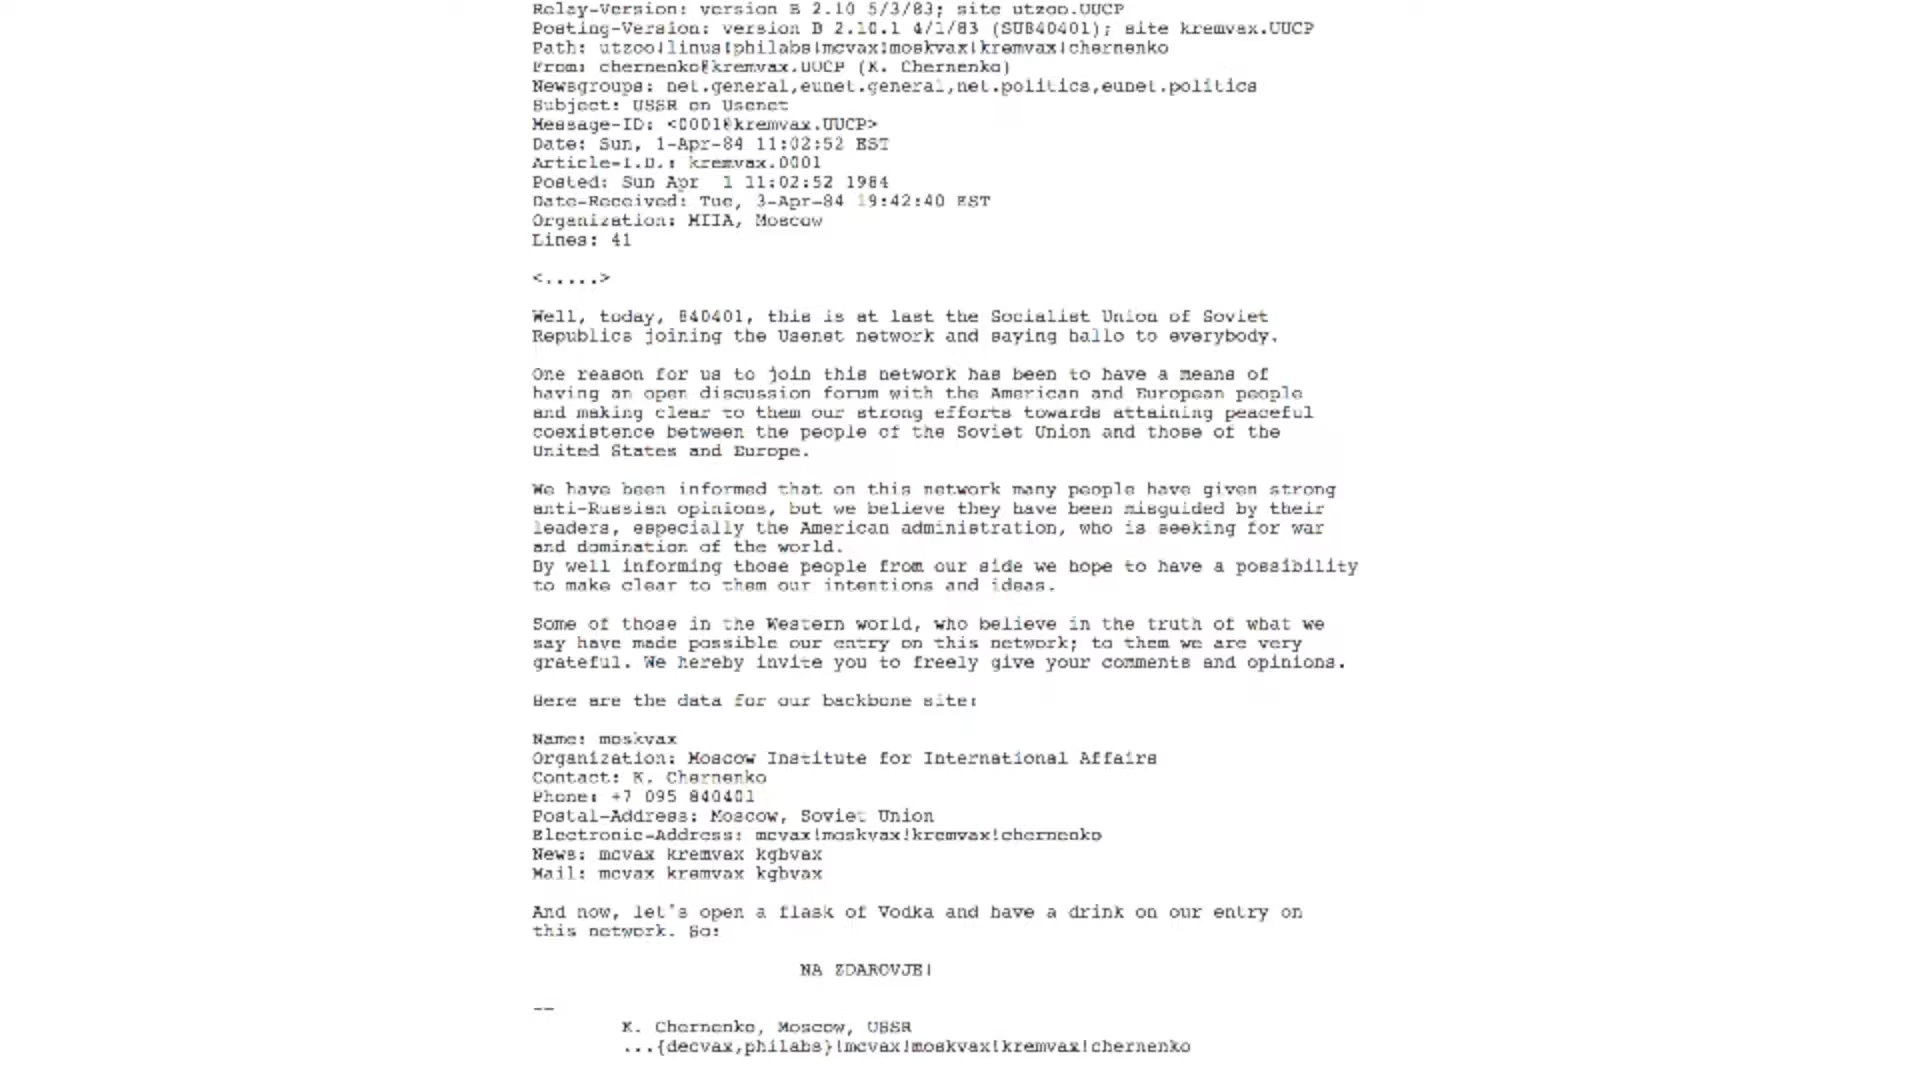 Relay-Version: version B 2.10 5/3/83; site utzoo.UUCP
Posting-Version: version B 2.10.1 4/1/83 (SU840401); site kremvax.UUCP
Path: utzoo!linus!philabs!mcvax!moskvax!kremvax!chernenko
From: chernenko@kremvax.UUCP (K. Chernenko)
Newsgroups: net.general,eunet.general,net.politics,eunet.politics
Subject: USSR on Usenet
Message-ID: <0001@kremvax.UUCP>
Date: Sun, 1-Apr-84 11:02:52 EST
Article-I.D.: kremvax.0001
Posted: Sun Apr  1 11:02:52 1984
Date-Received: Tue, 3-Apr-84 19:42:40 EST
Organization: MIIA, Moscow
Lines: 41
<.....>
Well, today, 840401, this is at last the Socialist Union of Soviet
Republics joining the Usenet network and saying hallo to everybody.
One reason for us to join this network has been to have a means of
having an open discussion forum with the American and European people
and making clear to them our strong efforts towards attaining peaceful
coexistence between the people of the Soviet Union and those of the
United States and Europe.
We have been informed that on this network many people have given strong
anti-Russian opinions, but we believe they have been misguided by their
leaders, especially the American administration, who is seeking for war
and domination of the world.
By well informing those people from our side we hope to have a possibility
to make clear to them our intentions and ideas.
Some of those in the Western world, who believe in the truth of what we
say have made possible our entry on this network; to them we are very
grateful. We hereby invite you to freely give your comments and opinions.
Here are the data for our backbone site:
Name: moskvax
Organization: Moscow Institute for International Affairs
Contact: K. Chernenko
Phone: +7 095 840401
Postal-Address: Moscow, Soviet Union
Electronic-Address: mcvax!moskvax!kremvax!chernenko
News: mcvax kremvax kgbvax
Mail: mcvax kremvax kgbvax
And now, let's open a flask of Vodka and have a drink on our entry on
this network. So:
NA ZDAROVJE!
--
K. Chernenko, Moscow, USSR
...{decvax,philabs}!mcvax!moskvax!kremvax!chernenko